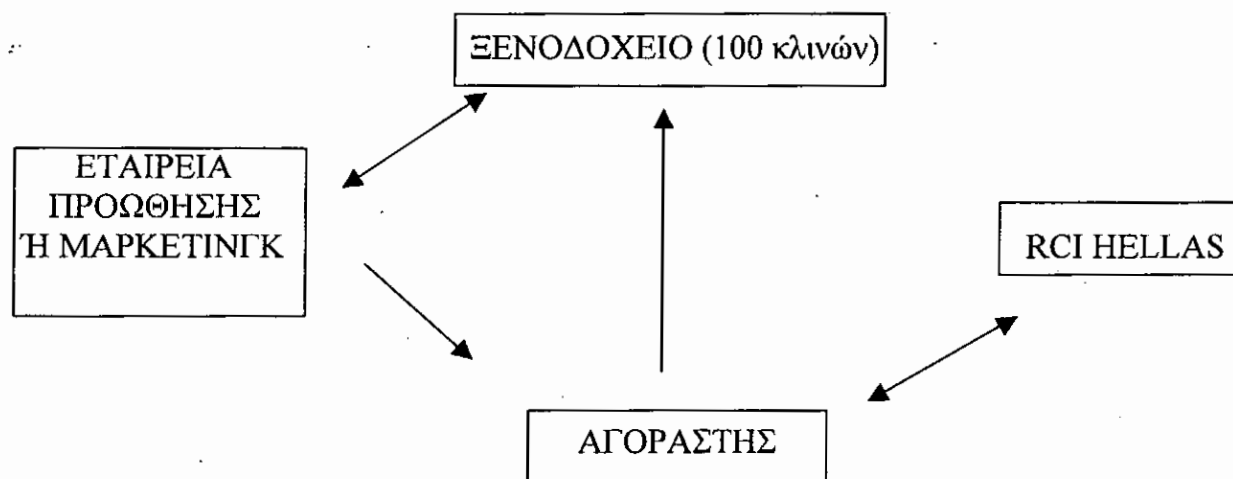 ΞΕΝΟΔΟΧΕΙΟ (100 κλινών)
ΕΤΑΙΡΕΙΑ
ΠΡΟΩΘΗΣΗΣ
Ή ΜΑΡΚΕΤΙΝΓΚ
RCI HELLAS
ΑΓΟΡΑΣΤΗΣ